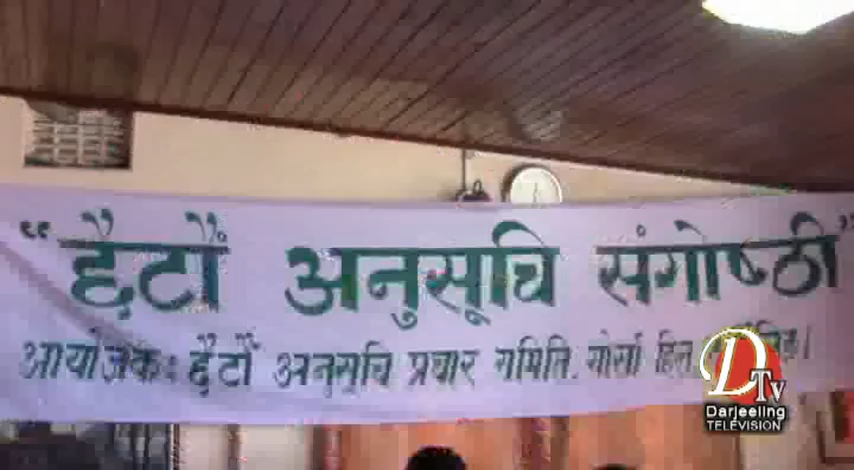 “छैटौं अनुसूचि संगोष्ठी”
आयोजक: छैटौं अनुसूचि प्रचार समिति, गोर्खा हिल
DTv
Darjeeling
TELEVISION